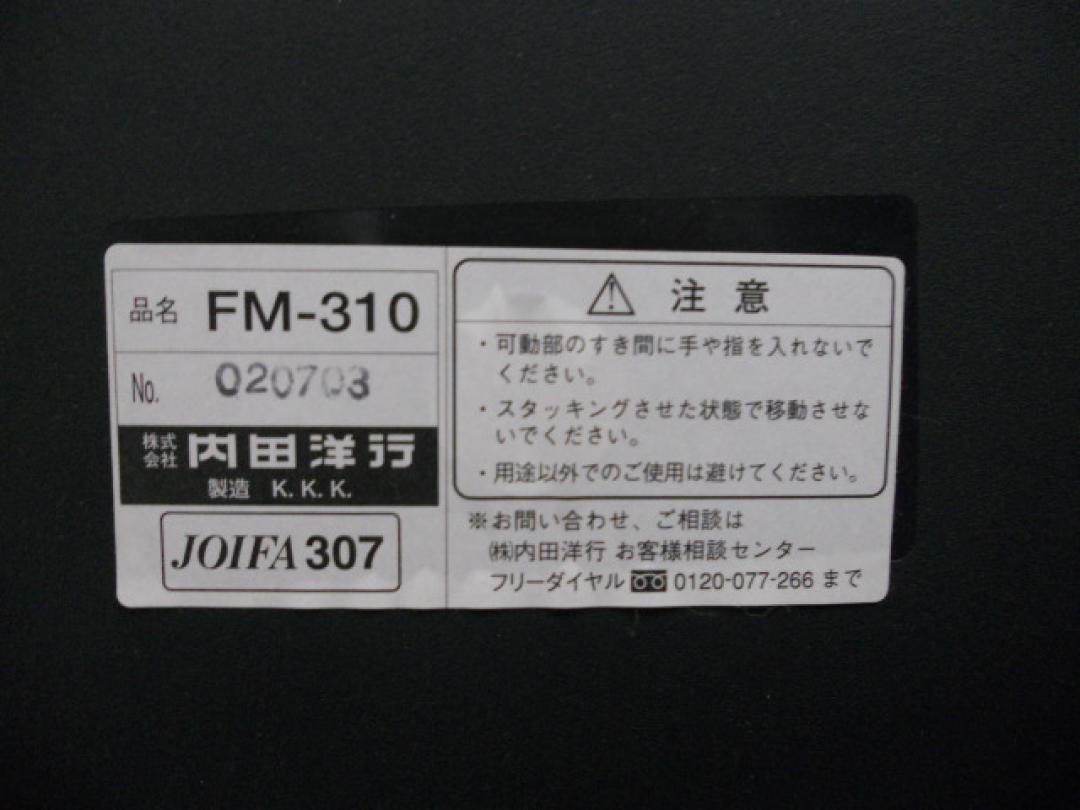 品名 FM-310
No. 020703
株式会社 内田洋行
製造 K.K.K.
JOIFA 307
注意
・可動部のすき間に手や指を入れないで
ください。
・スタッキングさせた状態で移動させな
いでください。
・用途以外でのご使用は避けてください。
※お問い合わせ、ご相談は
㈱内田洋行 お客様相談センター
フリーダイヤル 0120-077-266 まで